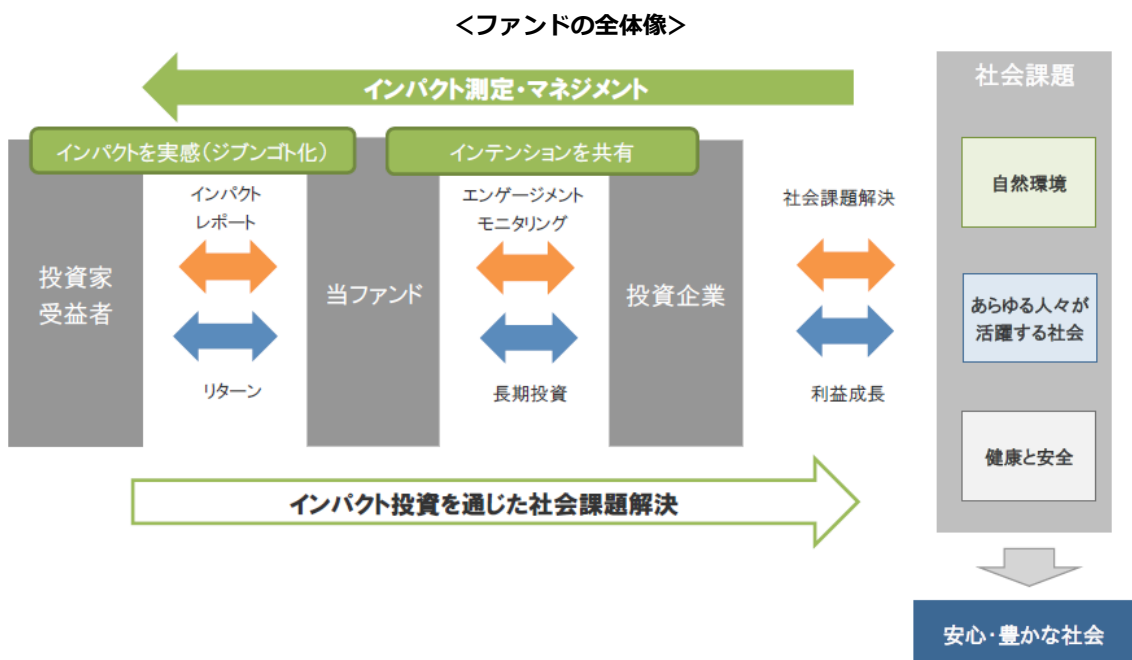 ＜ファンドの全体像＞
インパクト測定・マネジメント
インパクトを実感（ジブンゴト化）
インテンションを共有
投資家
受益者
インパクト
レポート
リターン
当ファンド
エンゲージメント
モニタリング
長期投資
投資企業
社会課題解決
利益成長
インパクト投資を通じた社会課題解決
社会課題
自然環境
あらゆる人々が
活躍する社会
健康と安全
安心・豊かな社会